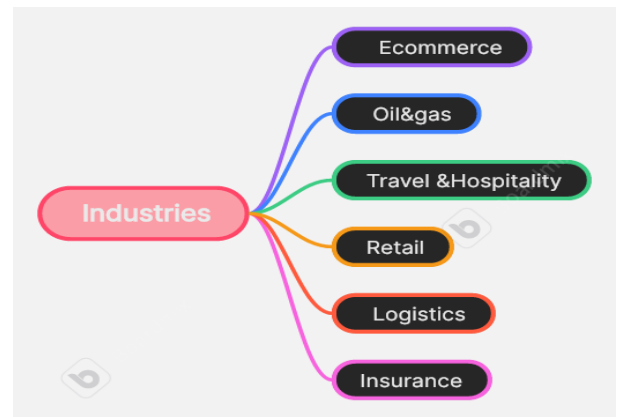 Ecommerce
Oil&gas
Travel &Hospitality
Industries
Retail
Logistics
Insurance